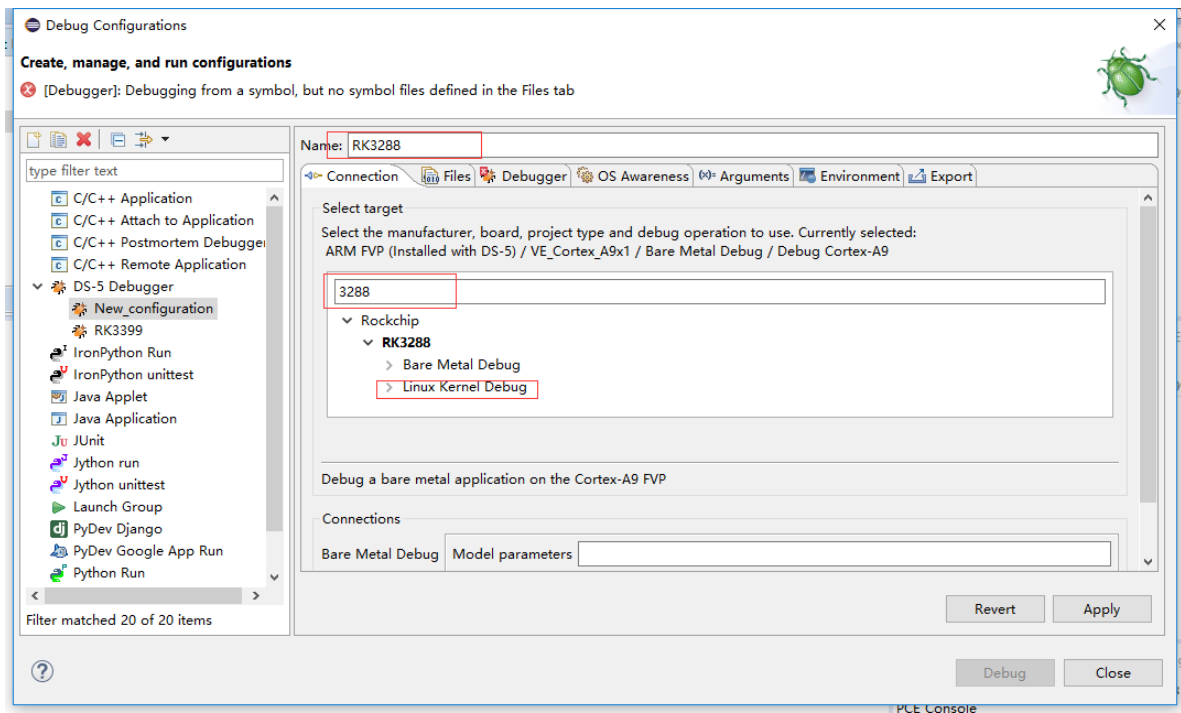 Debug Configurations
Create, manage, and run configurations
[Debugger]: Debugging from a symbol, but no symbol files defined in the Files tab
type filter text
C/C++ Application
C/C++ Attach to Application
C/C++ Postmortem Debugger
C/C++ Remote Application
DS-5 Debugger
New_configuration
RK3399
IronPython Run
IronPython unittest
Java Applet
Java Application
JUnit
Jython run
Jython unittest
Launch Group
PyDev Django
PyDev Google App Run
Python Run
Filter matched 20 of 20 items
Name: RK3288
Connection Files Debugger OS Awareness Arguments Environment Export
Select target
Select the manufacturer, board, project type and debug operation to use. Currently selected:
ARM FVP (Installed with DS-5) / VE_Cortex_A9x1 / Bare Metal Debug / Debug Cortex-A9
3288
Rockchip
RK3288
Bare Metal Debug
Linux Kernel Debug
Debug a bare metal application on the Cortex-A9 FVP
Connections
Bare Metal Debug Model parameters
Revert Apply
Debug Close
PCE Console